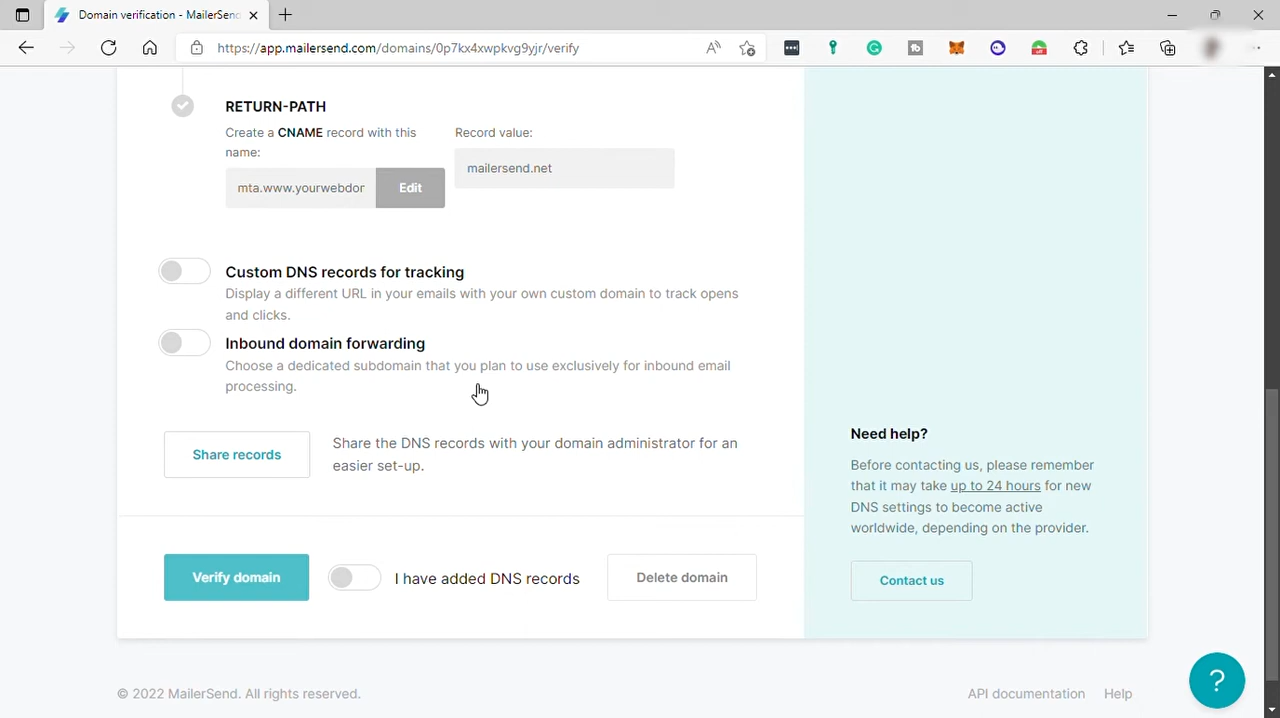 Domain verification - MailerSend
https://app.mailersend.com/domains/0p7kx4xwpkvg9yjr/verify
RETURN-PATH
Create a CNAME record with this
name:
Record value:
mta.www.yourwebdor
Edit
mailersend.net
Custom DNS records for tracking
Display a different URL in your emails with your own custom domain to track opens
and clicks.
Inbound domain forwarding
Choose a dedicated subdomain that you plan to use exclusively for inbound email
processing.
Share records
Share the DNS records with your domain administrator for an
easier set-up.
Verify domain
I have added DNS records
Delete domain
Need help?
Before contacting us, please remember
that it may take up to 24 hours for new
DNS settings to become active
worldwide, depending on the provider.
Contact us
?
© 2022 MailerSend. All rights reserved.
API documentation
Help